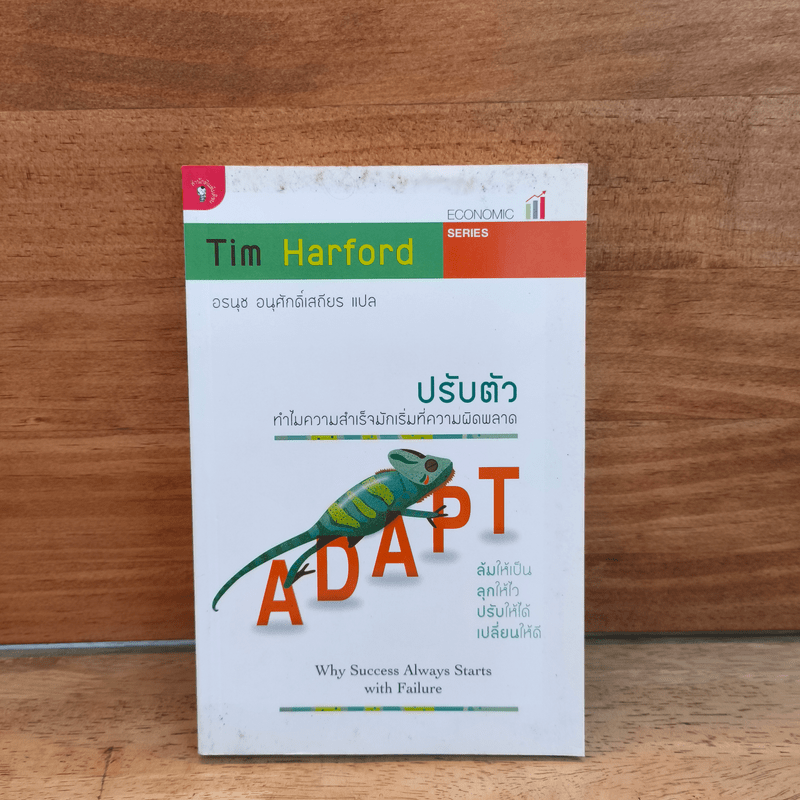 ECONOMIC
SERIES
Tim Harford
อรนุช อนุศักดิ์เสถียร แปล
ปรับตัว
ทำไมความสำเร็จมักเริ่มที่ความผิดพลาด
ADAPT
ล้มให้เป็น
ลุกให้ไว
ปรับให้ได้
เปลี่ยนให้ดี
Why Success Always Starts
with Failure